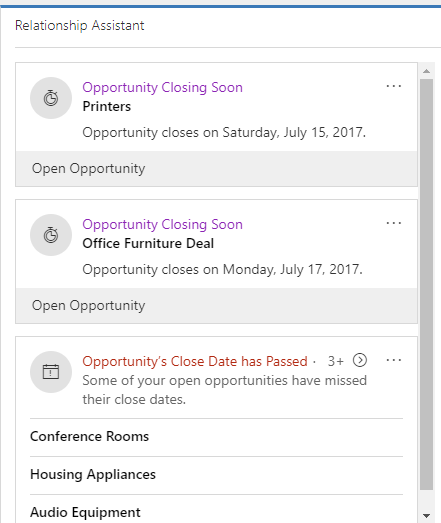 Relationship Assistant
Opportunity Closing Soon ...
Printers
Opportunity closes on Saturday, July 15, 2017.
Open Opportunity
Opportunity Closing Soon ...
Office Furniture Deal
Opportunity closes on Monday, July 17, 2017.
Open Opportunity
Opportunity's Close Date has Passed · 3+ ...
Some of your open opportunities have missed
their close dates.
Conference Rooms
Housing Appliances
Audio Equipment